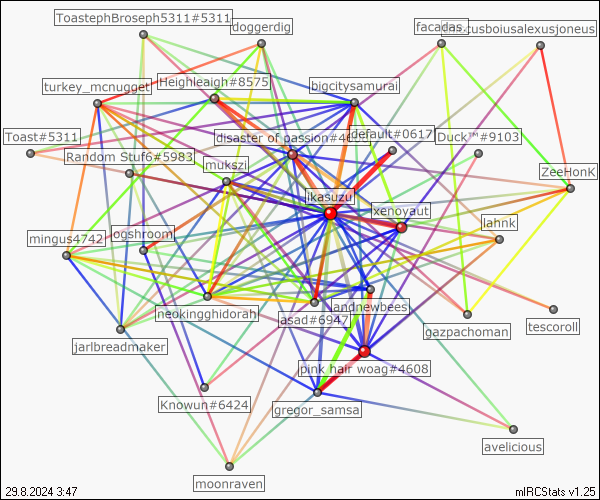 ToastephBroseph5311#5311
doggerdig
facadas.
cusboiusalexusjoneus
turkey_mcnugget
Heighleaigh#8575
bigcitysamurai
Toast#5311
disaster of passion#46
default#0617
Duck™#9103
Random Stuf6#5983
mukszi
ZeeHonK
ikasuzu
xenoyaut
lahnk
mingus4742
ogshroom
landnewbees
neokingghidorah
asad#6947
gazpachoman
tescoroll
jarlbreadmaker
pink hair woag#4608
Knowun#6424
gregor_samsa
avelicious
moonraven
29.8.2024 3:47
mIRCStats v1.25